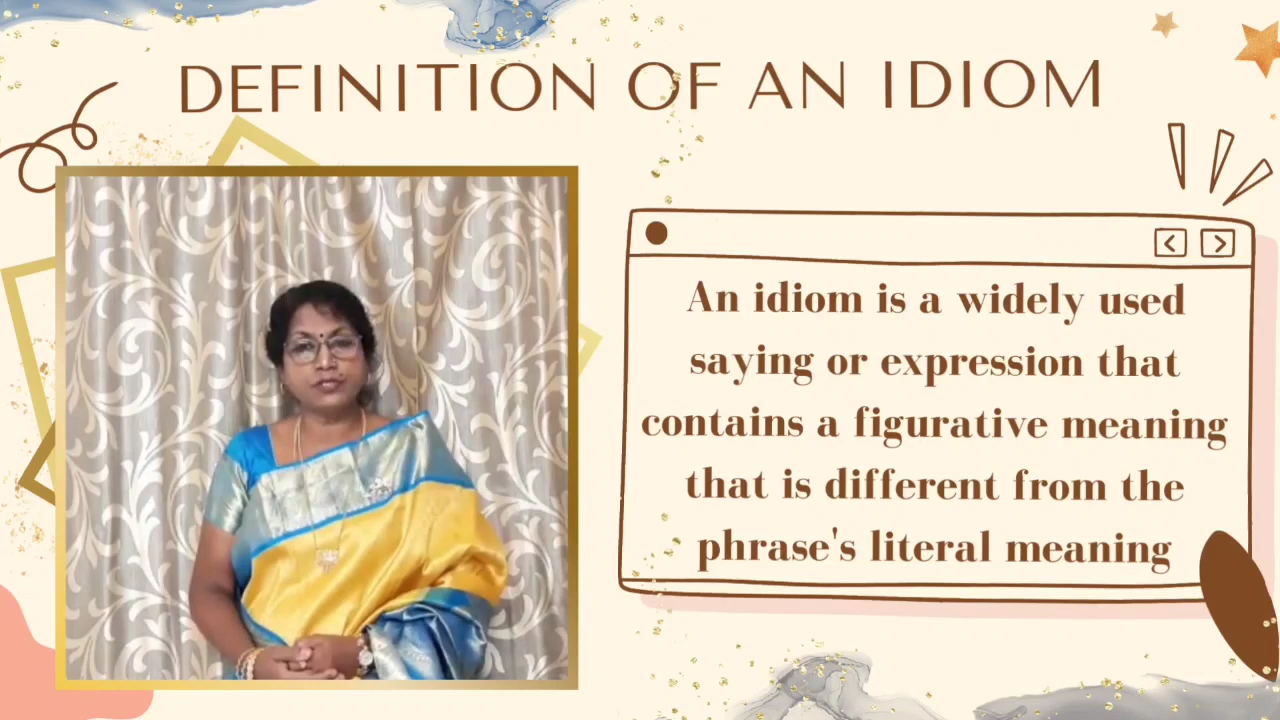 DEFINITION OF AN IDIOM
An idiom is a widely used
saying or expression that
contains a figurative meaning
that is different from the
phrase's literal meaning